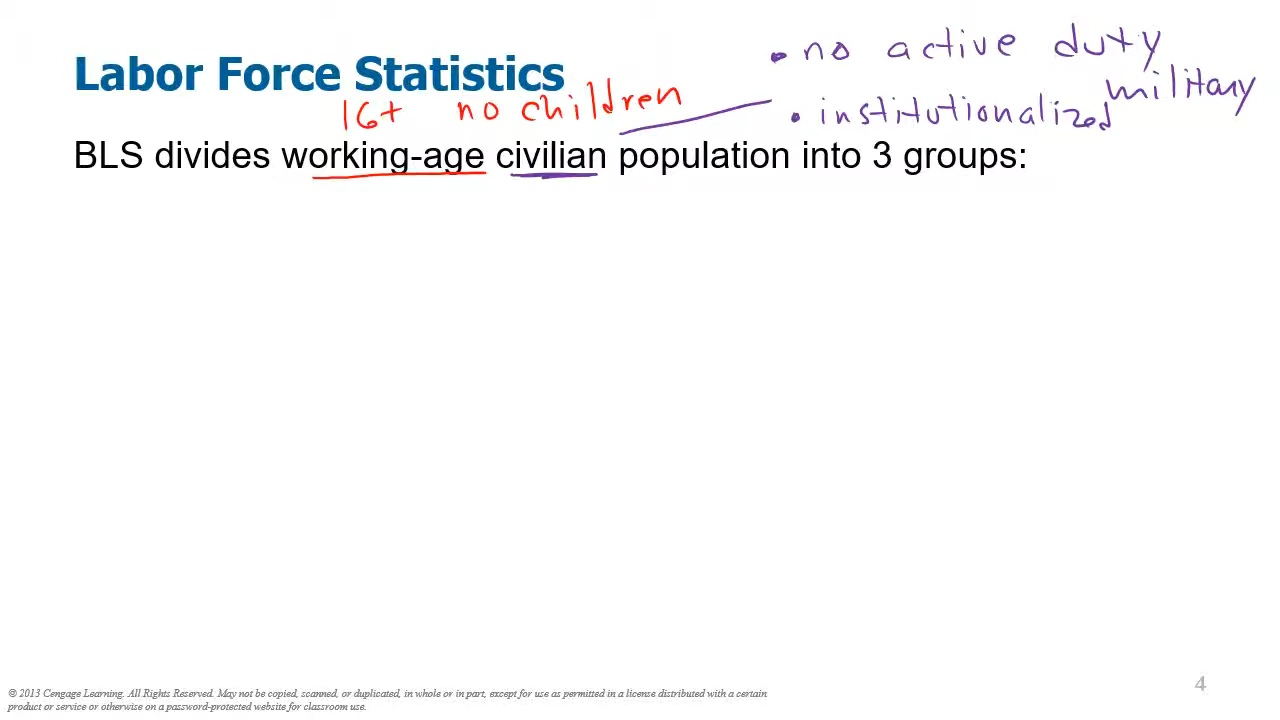 • no active duty
military
Labor Force Statistics
16+ no children
• institutionalized
BLS divides working-age civilian population into 3 groups:
© 2013 Cengage Learning. All Rights Reserved. May not be copied, scanned, or duplicated, in whole or in part, except for use as permitted in a license distributed with a certain
product or service or otherwise on a password-protected website for classroom use.
4